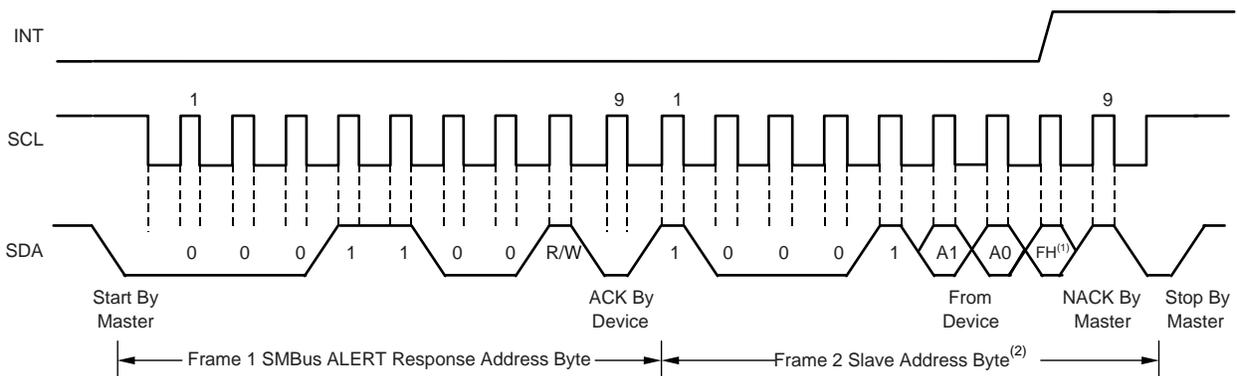 INT
1 9 1 9
SCL
SDA
0 0 0 1 1 0 0 R/W 1 0 0 0 1 A1 A0 FH(1)
Start By
Master
ACK By
Device
From
Device
NACK By
Master
Stop By
Master
Frame 1 SMBus ALERT Response Address Byte
Frame 2 Slave Address Byte(2)